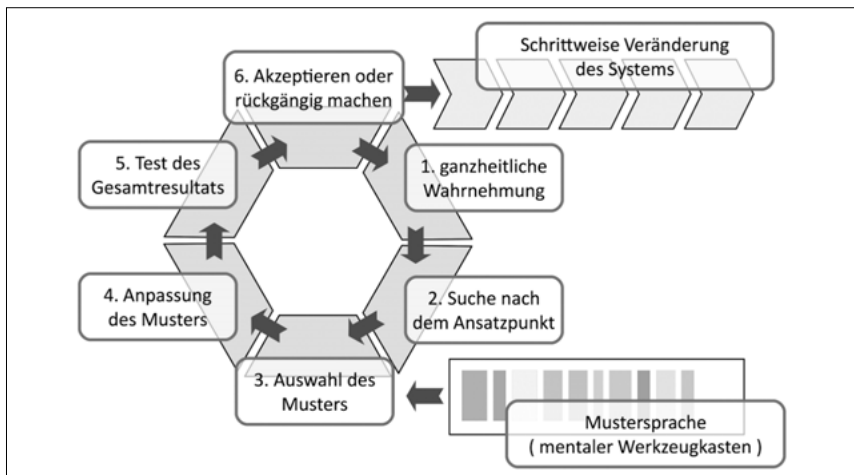 Schrittweise Veränderung
des Systems
6. Akzeptieren oder
rückgängig machen
1. ganzheitliche
Wahrnehmung
2. Suche nach
dem Ansatzpunkt
3. Auswahl des
Musters
4. Anpassung
des Musters
5. Test des
Gesamtresultats
Mustersprache
( mentaler Werkzeugkasten )